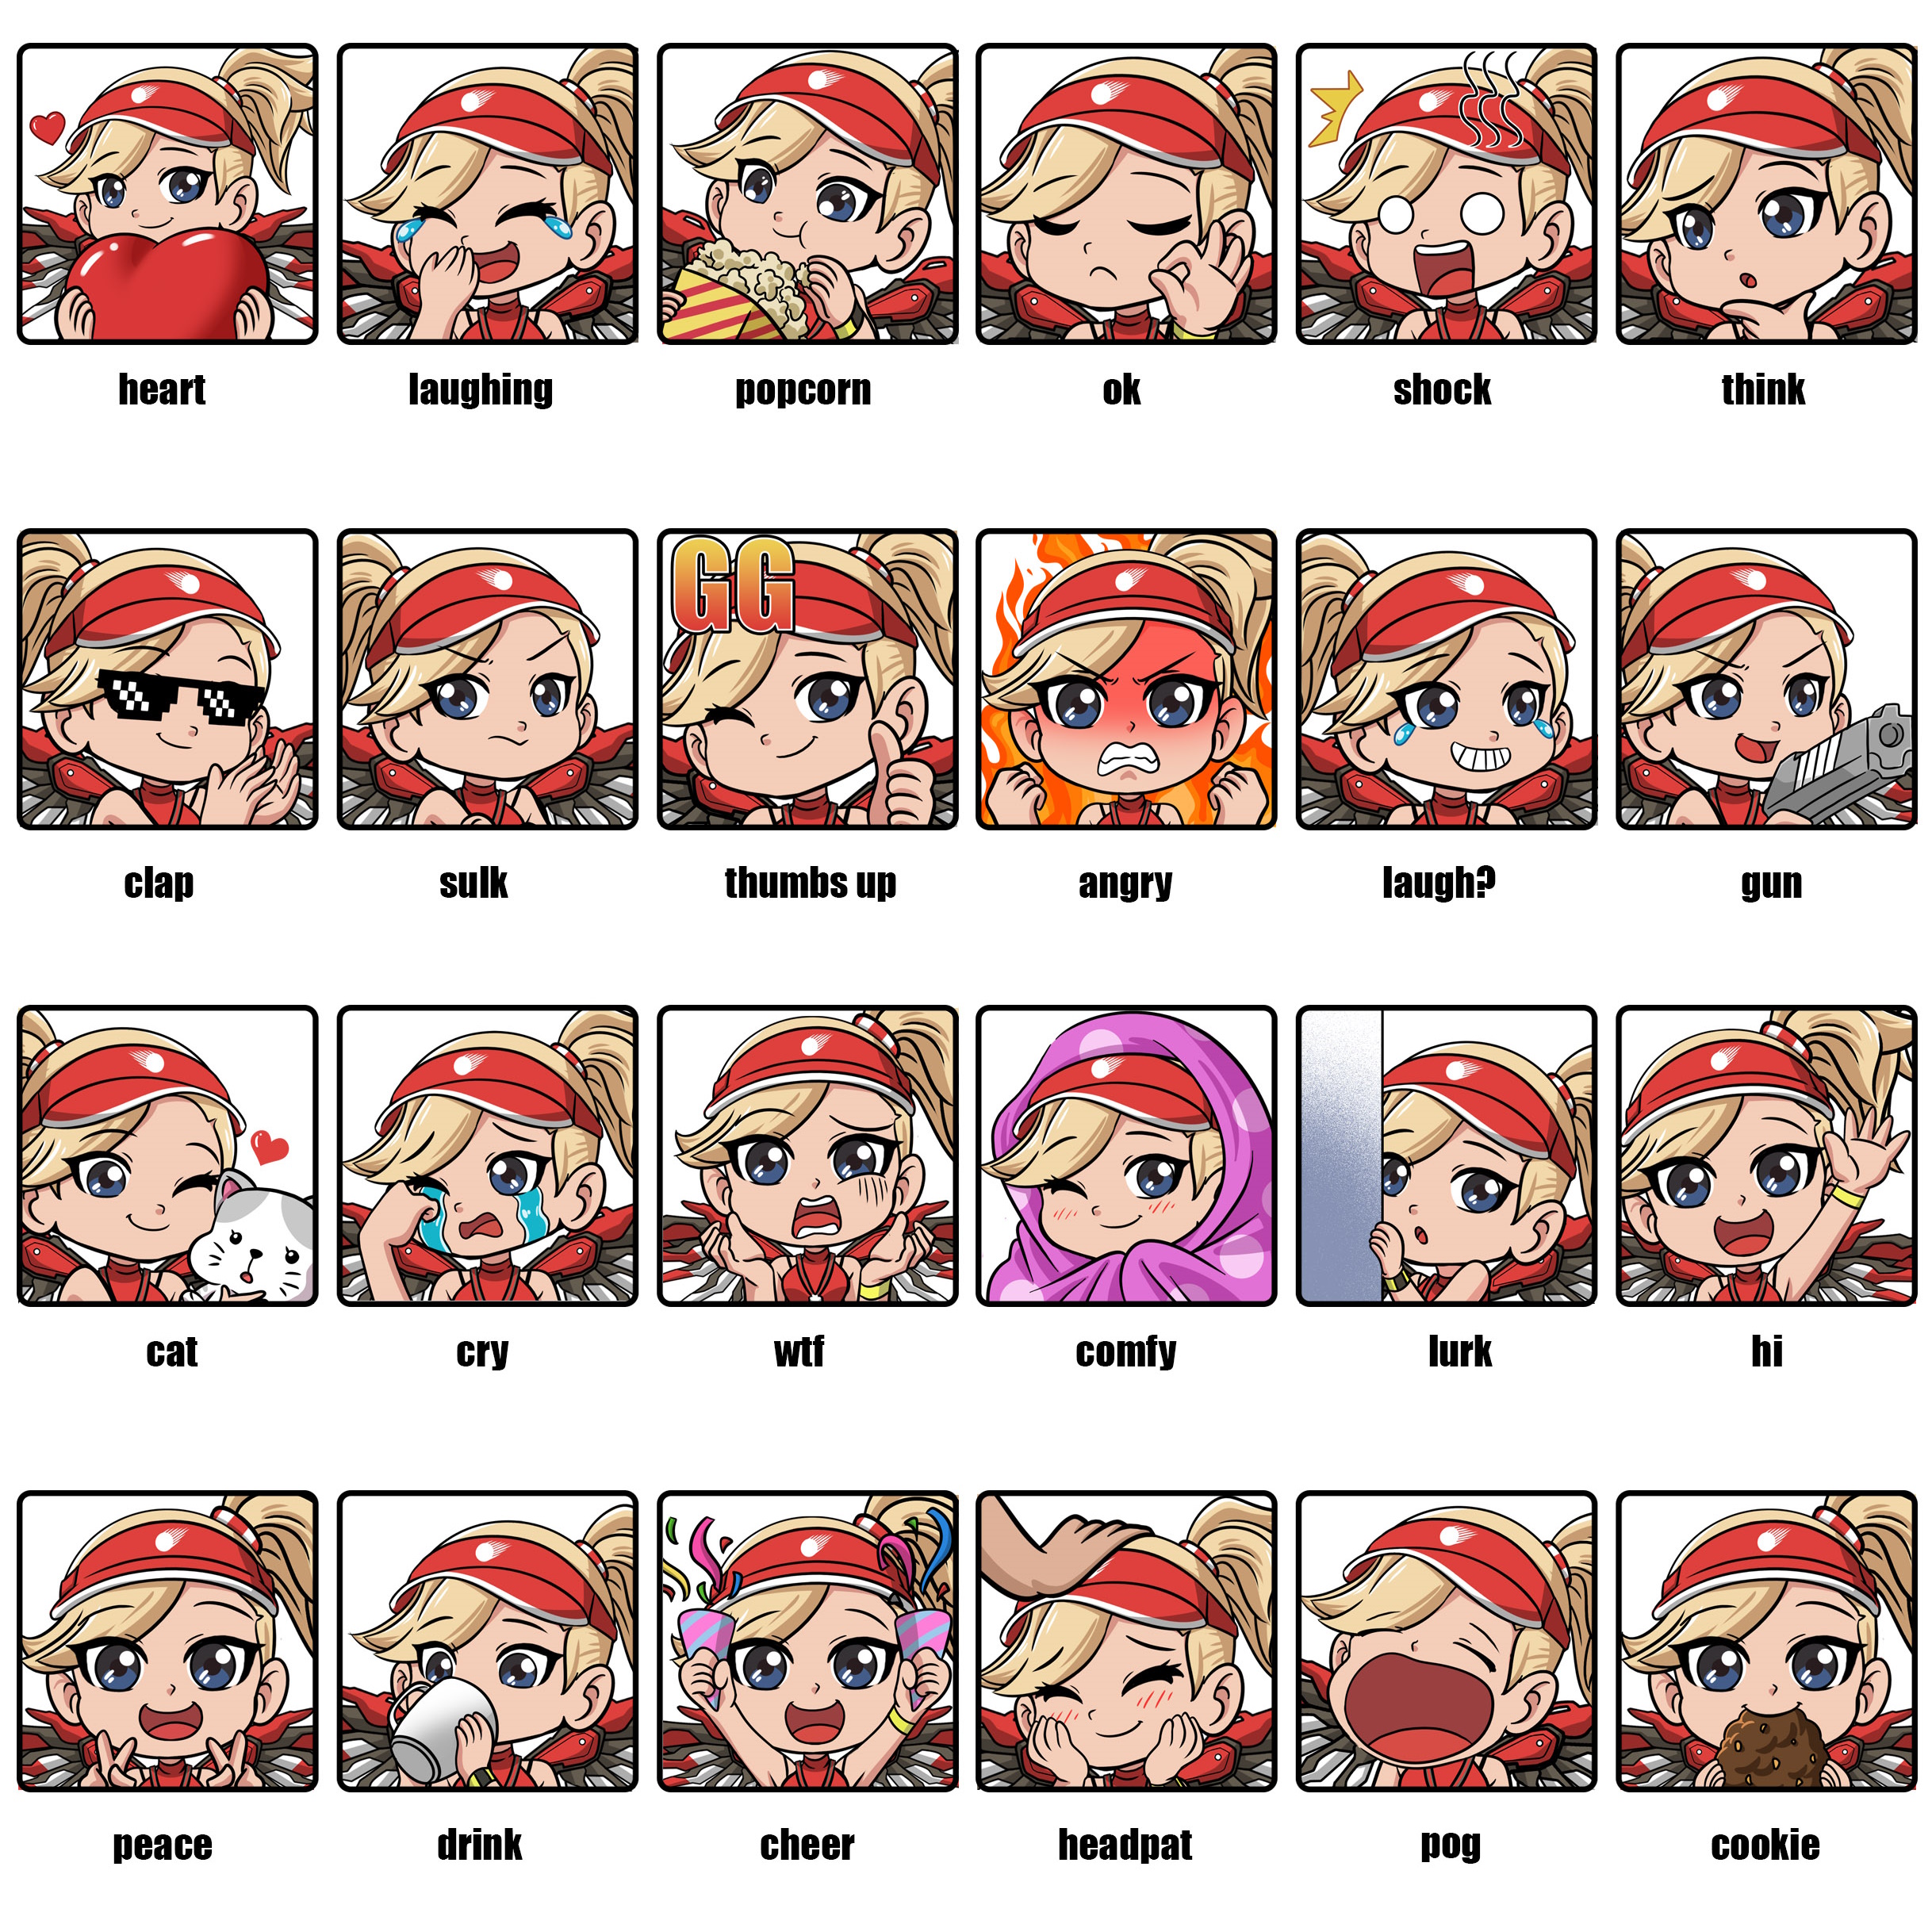 heart
laughing
popcorn
ok
shock
think
GG
clap
sulk
thumbs up
angry
laugh?
gun
cat
cry
wtf
comfy
lurk
hi
peace
drink
cheer
headpat
pog
cookie